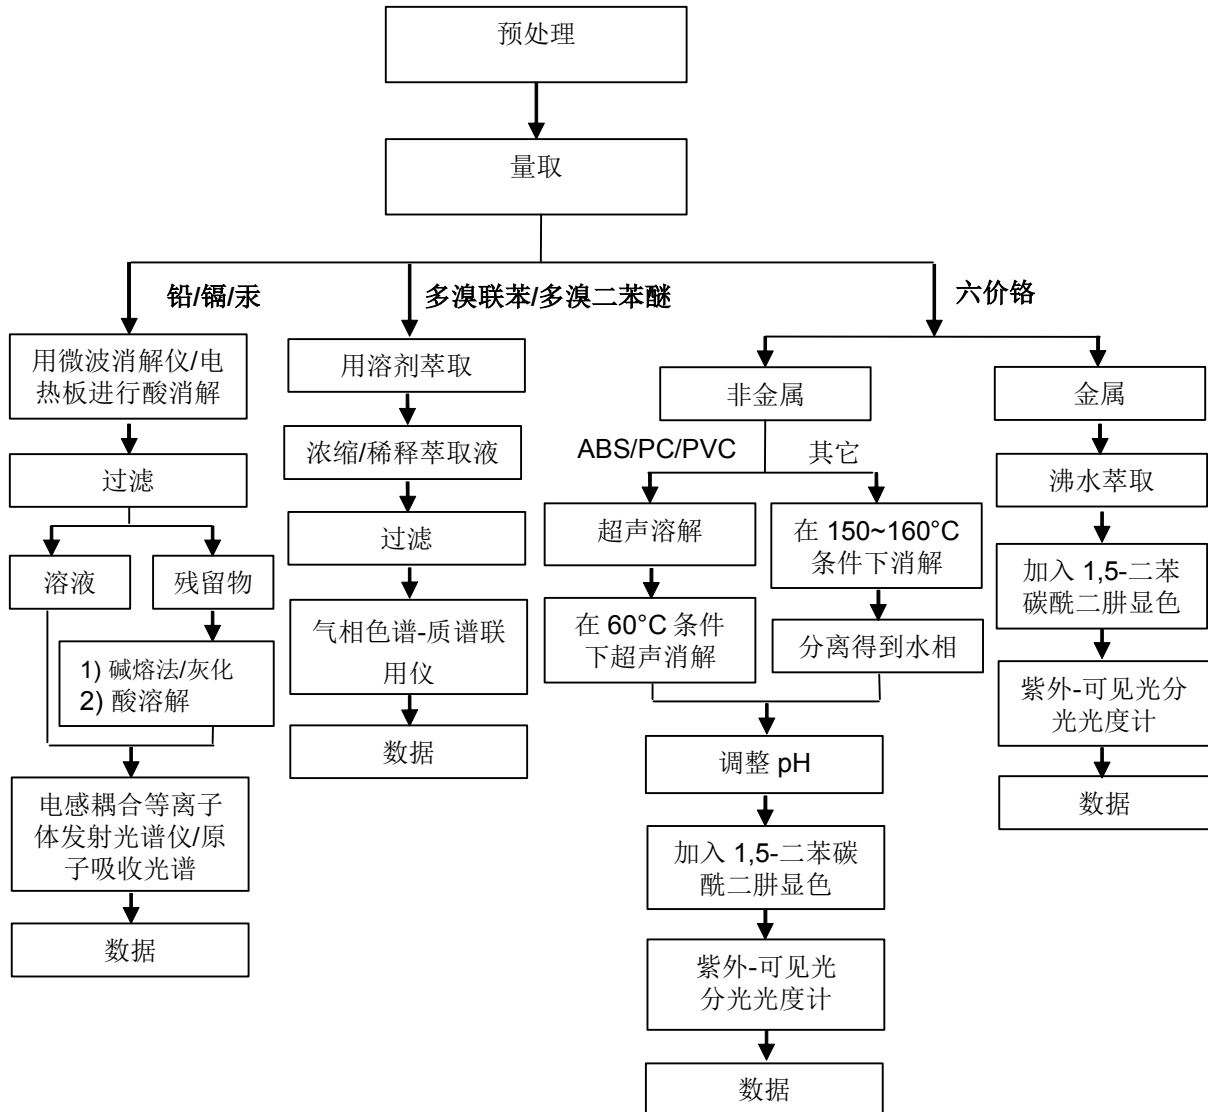 预处理
量取
铅/镉/汞
用微波消解仪/电
热板进行酸消解
过滤
溶液
残留物
1) 碱熔法/灰化
2) 酸溶解
电感耦合等离子
体发射光谱仪/原
子吸收光谱
数据
多溴联苯/多溴二苯醚
用溶剂萃取
浓缩/稀释萃取液
过滤
气相色谱-质谱联
用仪
数据
六价铬
非金属
ABS/PC/PVC
其它
超声溶解
在 60°C 条件
下超声消解
在 150~160°C
条件下消解
分离得到水相
调整 pH
加入 1,5-二苯碳
酰二肼显色
紫外-可见光
分光光度计
数据
金属
沸水萃取
加入 1,5-二苯
碳酰二肼显色
紫外-可见光分
光光度计
数据